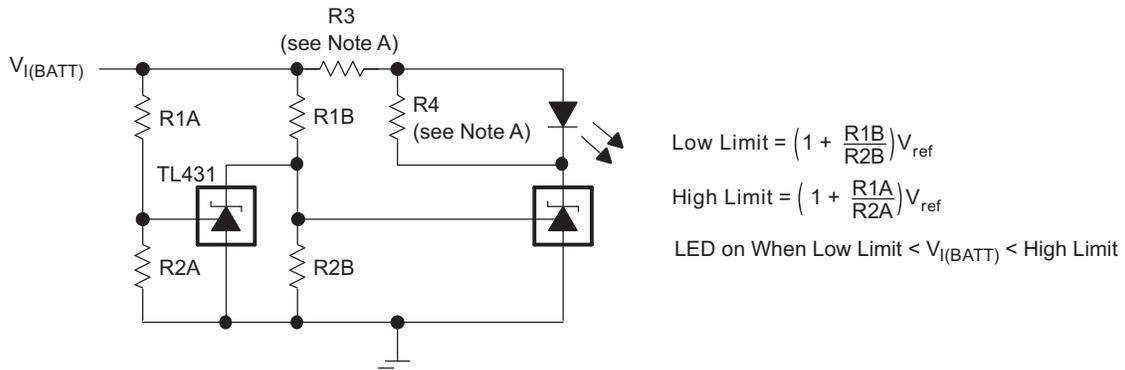 R3
(see Note A)
V_I(BATT)
R1A
R1B
R4
(see Note A)
TL431
R2A
R2B
Low Limit = (1 + R1B/R2B)V_ref
High Limit = (1 + R1A/R2A)V_ref
LED on When Low Limit < V_I(BATT) < High Limit